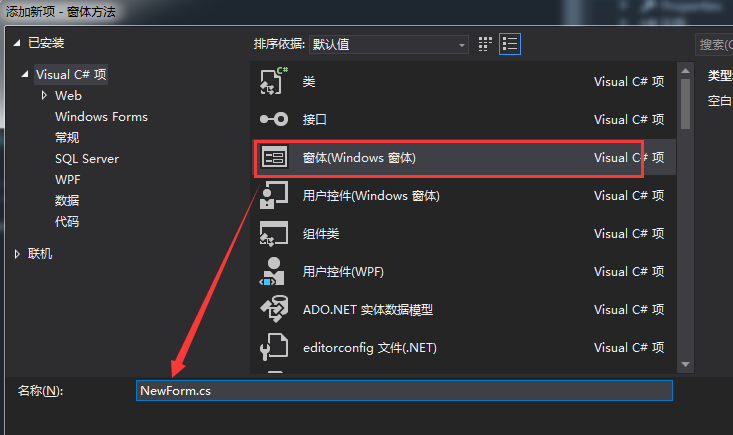 添加新项 - 窗体方法
已安装
排序依据: 默认值
搜索(C
Visual C# 项
Web
Windows Forms
常规
SQL Server
WPF
数据
代码
联机
类 Visual C# 项
接口 Visual C# 项
窗体(Windows 窗体) Visual C# 项
用户控件(Windows 窗体) Visual C# 项
组件类 Visual C# 项
用户控件(WPF) Visual C# 项
ADO.NET 实体数据模型 Visual C# 项
editorconfig 文件(.NET) Visual C# 项
类型
空白
名称(N): NewForm.cs